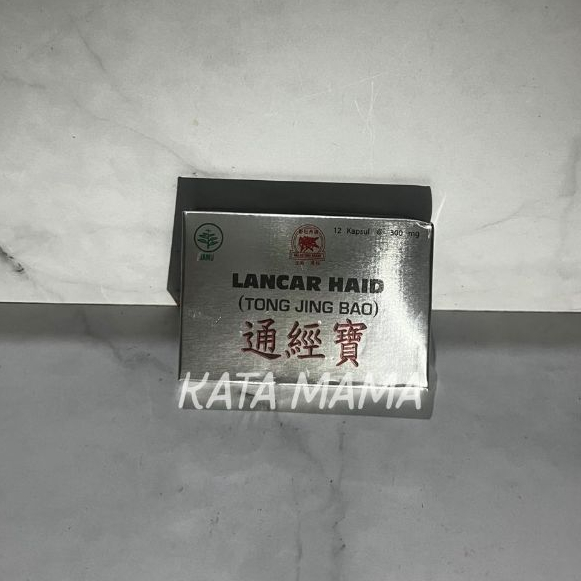 12 Kapsul @ 300 mg
JAMU
LANCAR HAID
(TONG JING BAO)
通經寶
KATA MAMA